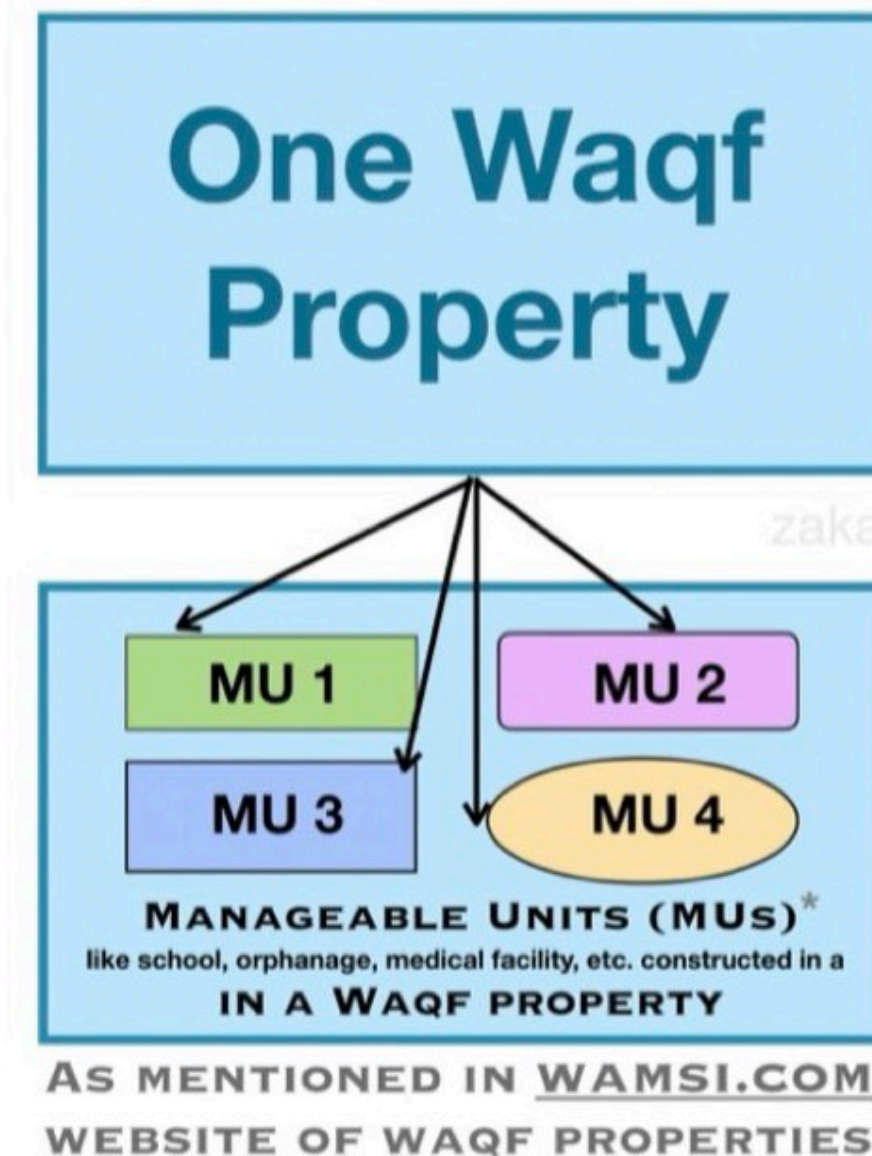 One Waqf
Property
zaka
MU 1
MU 2
MU 3
MU 4
MANAGEABLE UNITS (MUS)*
like school, orphanage, medical facility, etc. constructed in a
IN A WAQF PROPERTY
AS MENTIONED IN WAMSI.COM
WEBSITE OF WAQF PROPERTIES